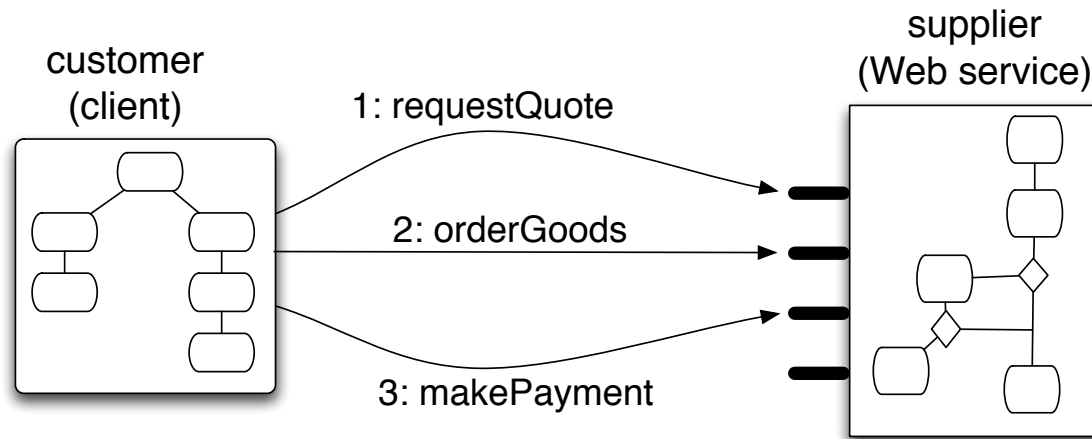 customer
(client)
1: requestQuote
2: orderGoods
3: makePayment
supplier
(Web service)